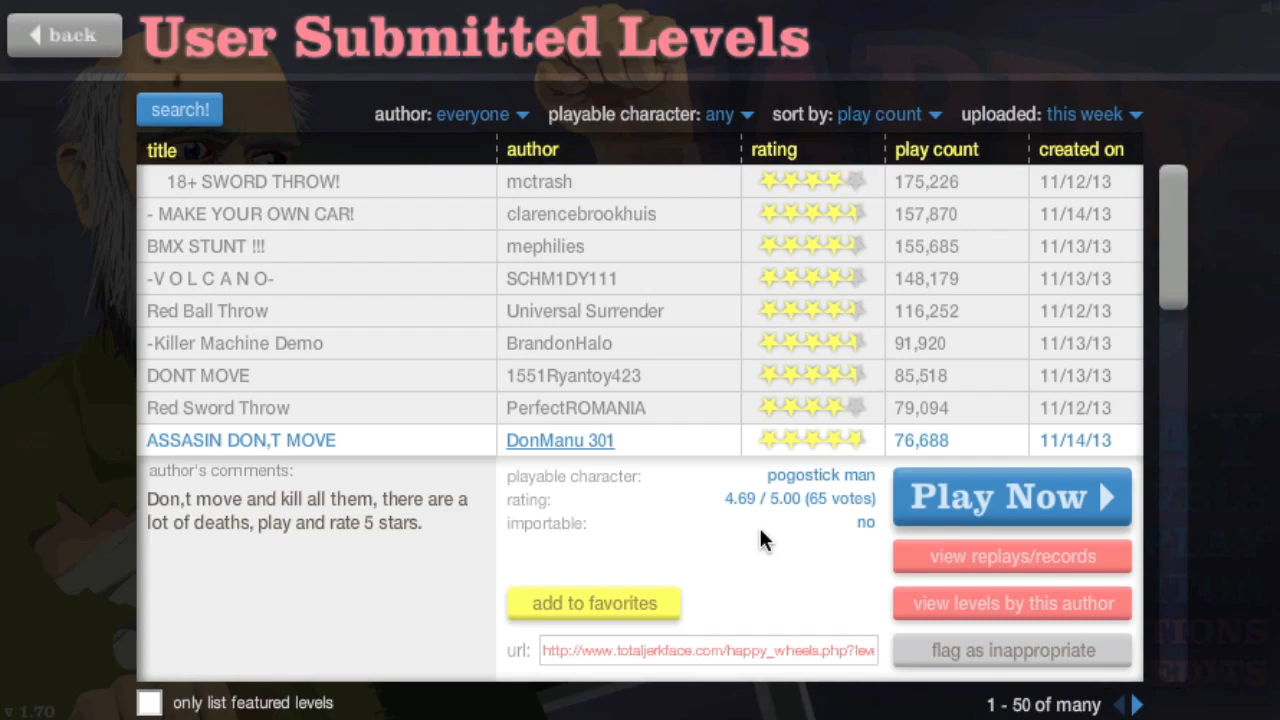 back
User Submitted Levels
search!
author: everyone playable character: any sort by: play count uploaded: this week
title author rating play count created on
18+ SWORD THROW! mctrash 175,226 11/12/13
- MAKE YOUR OWN CAR! clarencebrookhuis 157,870 11/14/13
BMX STUNT !!! mephilies 155,685 11/13/13
-V O L C A N O- SCHM1DY111 148,179 11/13/13
Red Ball Throw Universal Surrender 116,252 11/12/13
-Killer Machine Demo BrandonHalo 91,920 11/13/13
DONT MOVE 1551Ryantoy423 85,518 11/13/13
Red Sword Throw PerfectROMANIA 79,094 11/12/13
ASSASIN DON,T MOVE DonManu 301 76,688 11/14/13
author's comments:
Don,t move and kill all them, there are a
lot of deaths, play and rate 5 stars.
playable character: pogostick man
rating: 4.69 / 5.00 (65 votes)
importable: no
add to favorites
url: http://www.totaljerkface.com/happy_wheels.php?leve
Play Now
view replays/records
view levels by this author
flag as inappropriate
only list featured levels
1 - 50 of many
v 1.70